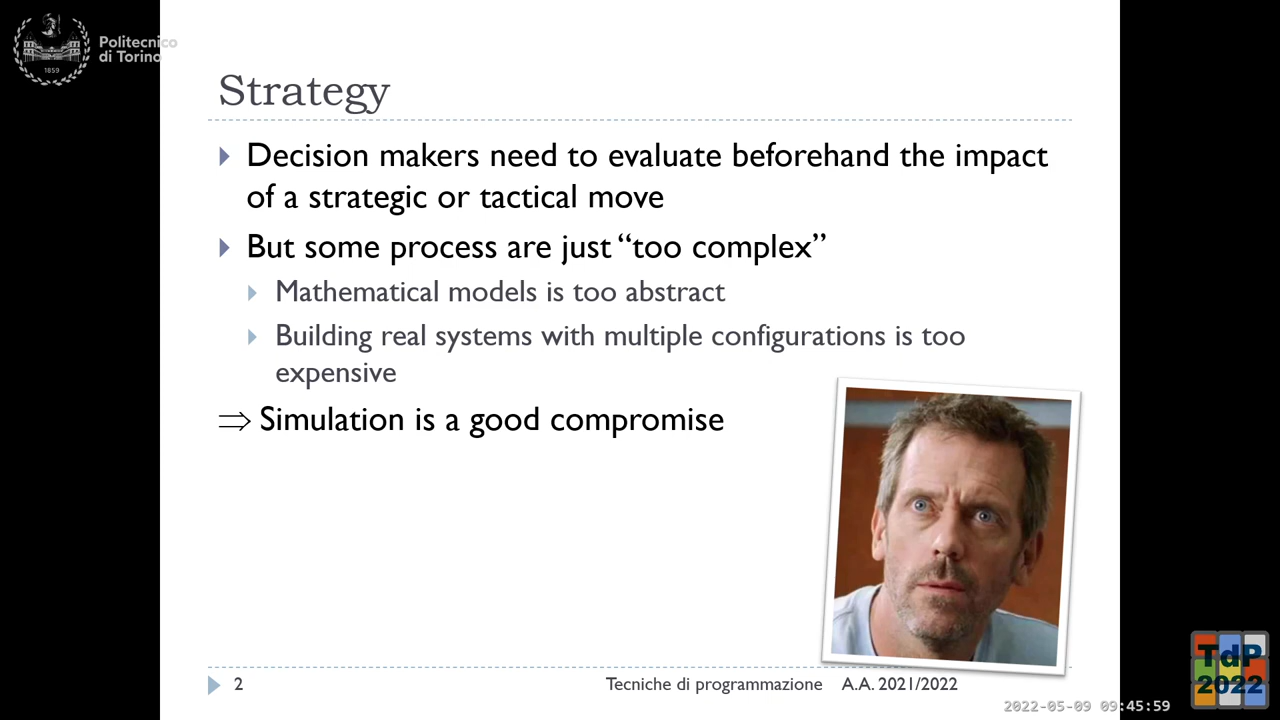 Politecnico
di Torino
1859
Strategy
Decision makers need to evaluate beforehand the impact
of a strategic or tactical move
But some process are just “too complex”
Mathematical models is too abstract
Building real systems with multiple configurations is too
expensive
⇒ Simulation is a good compromise
2
Tecniche di programmazione A.A. 2021/2022
TdP
2022
2022-05-09 09:45:59